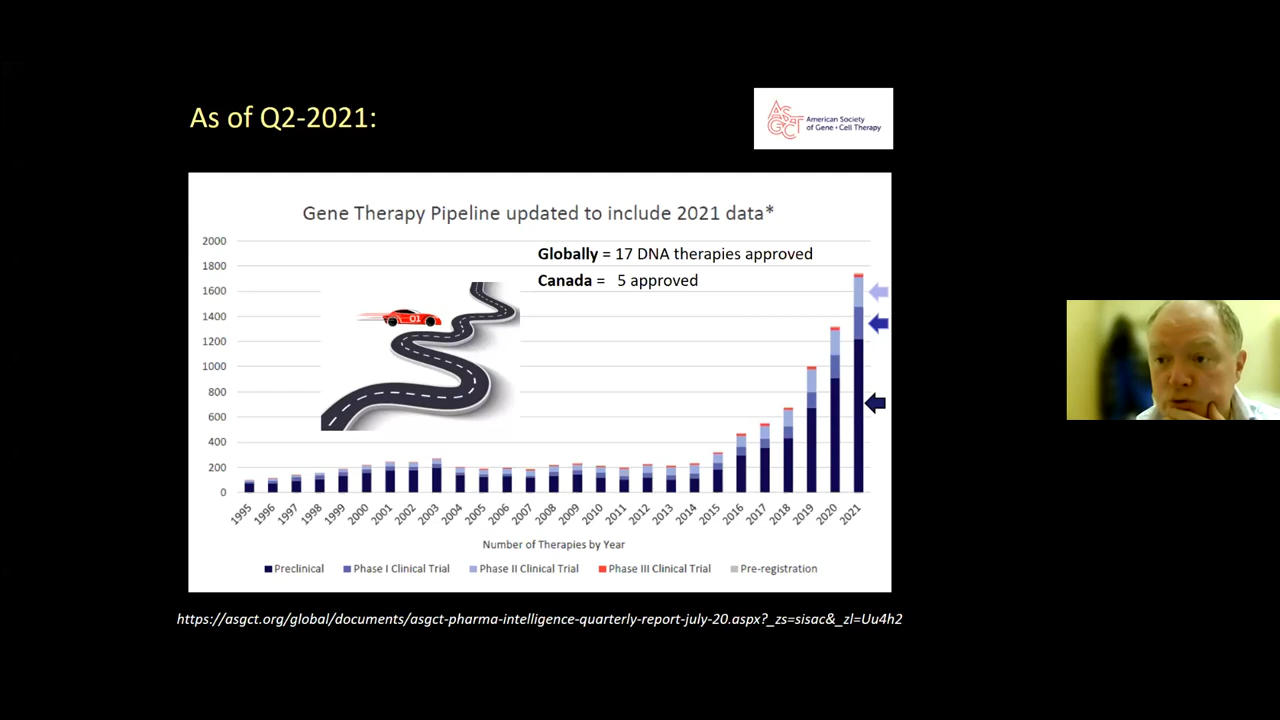 As of Q2-2021:
ASGCT
American Society
of Gene + Cell Therapy
Gene Therapy Pipeline updated to include 2021 data*
Globally = 17 DNA therapies approved
Canada = 5 approved
2000
1800
1600
1400
1200
1000
800
600
400
200
0
Q1
1995 1996 1997 1998 1999 2000 2001 2002 2003 2004 2005 2006 2007 2008 2009 2010 2011 2012 2013 2014 2015 2016 2017 2018 2019 2020 2021
Number of Therapies by Year
Preclinical Phase I Clinical Trial Phase II Clinical Trial Phase III Clinical Trial Pre-registration
https://asgct.org/global/documents/asgct-pharma-intelligence-quarterly-report-july-20.aspx?_zs=sisac&_zl=Uu4h2